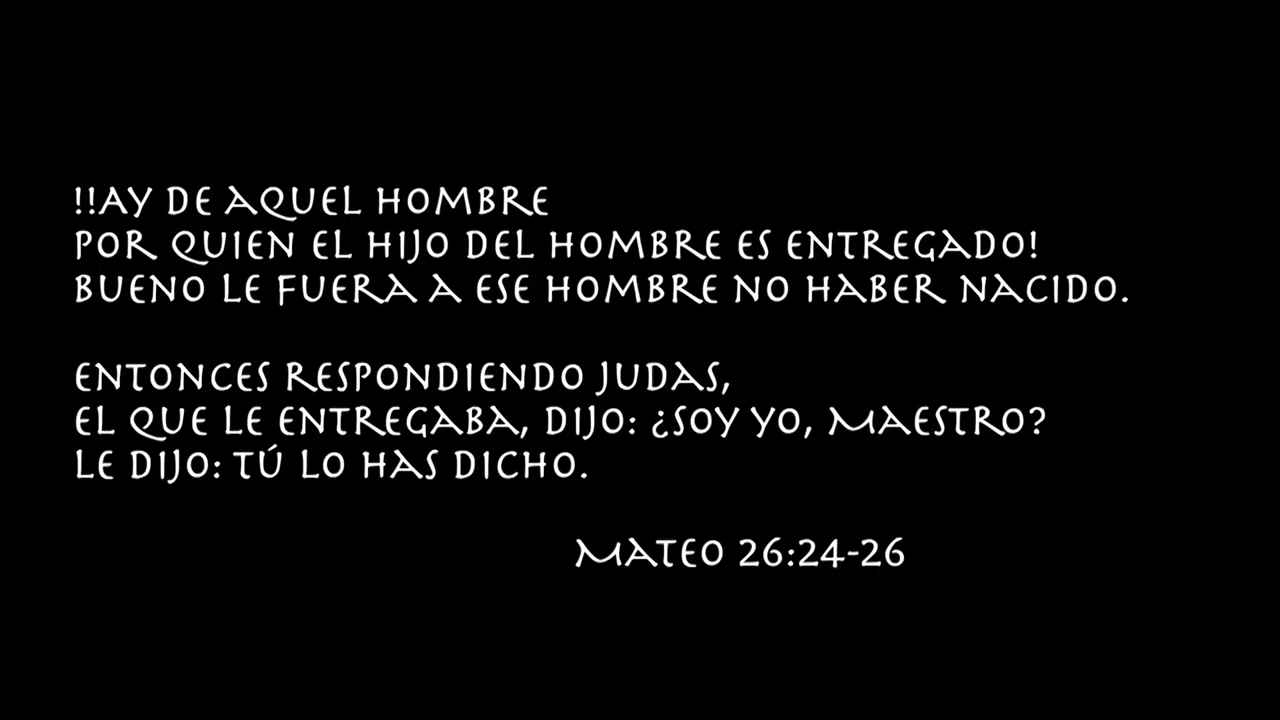 !!AY DE AQUEL HOMBRE
POR QUIEN EL HIJO DEL HOMBRE ES ENTREGADO!
BUENO LE FUERA A ESE HOMBRE NO HABER NACIDO.
ENTONCES RESPONDIENDO JUDAS,
EL QUE LE ENTREGABA, DIJO: ¿SOY YO, MAESTRO?
LE DIJO: TÚ LO HAS DICHO.
MATEO 26:24-26